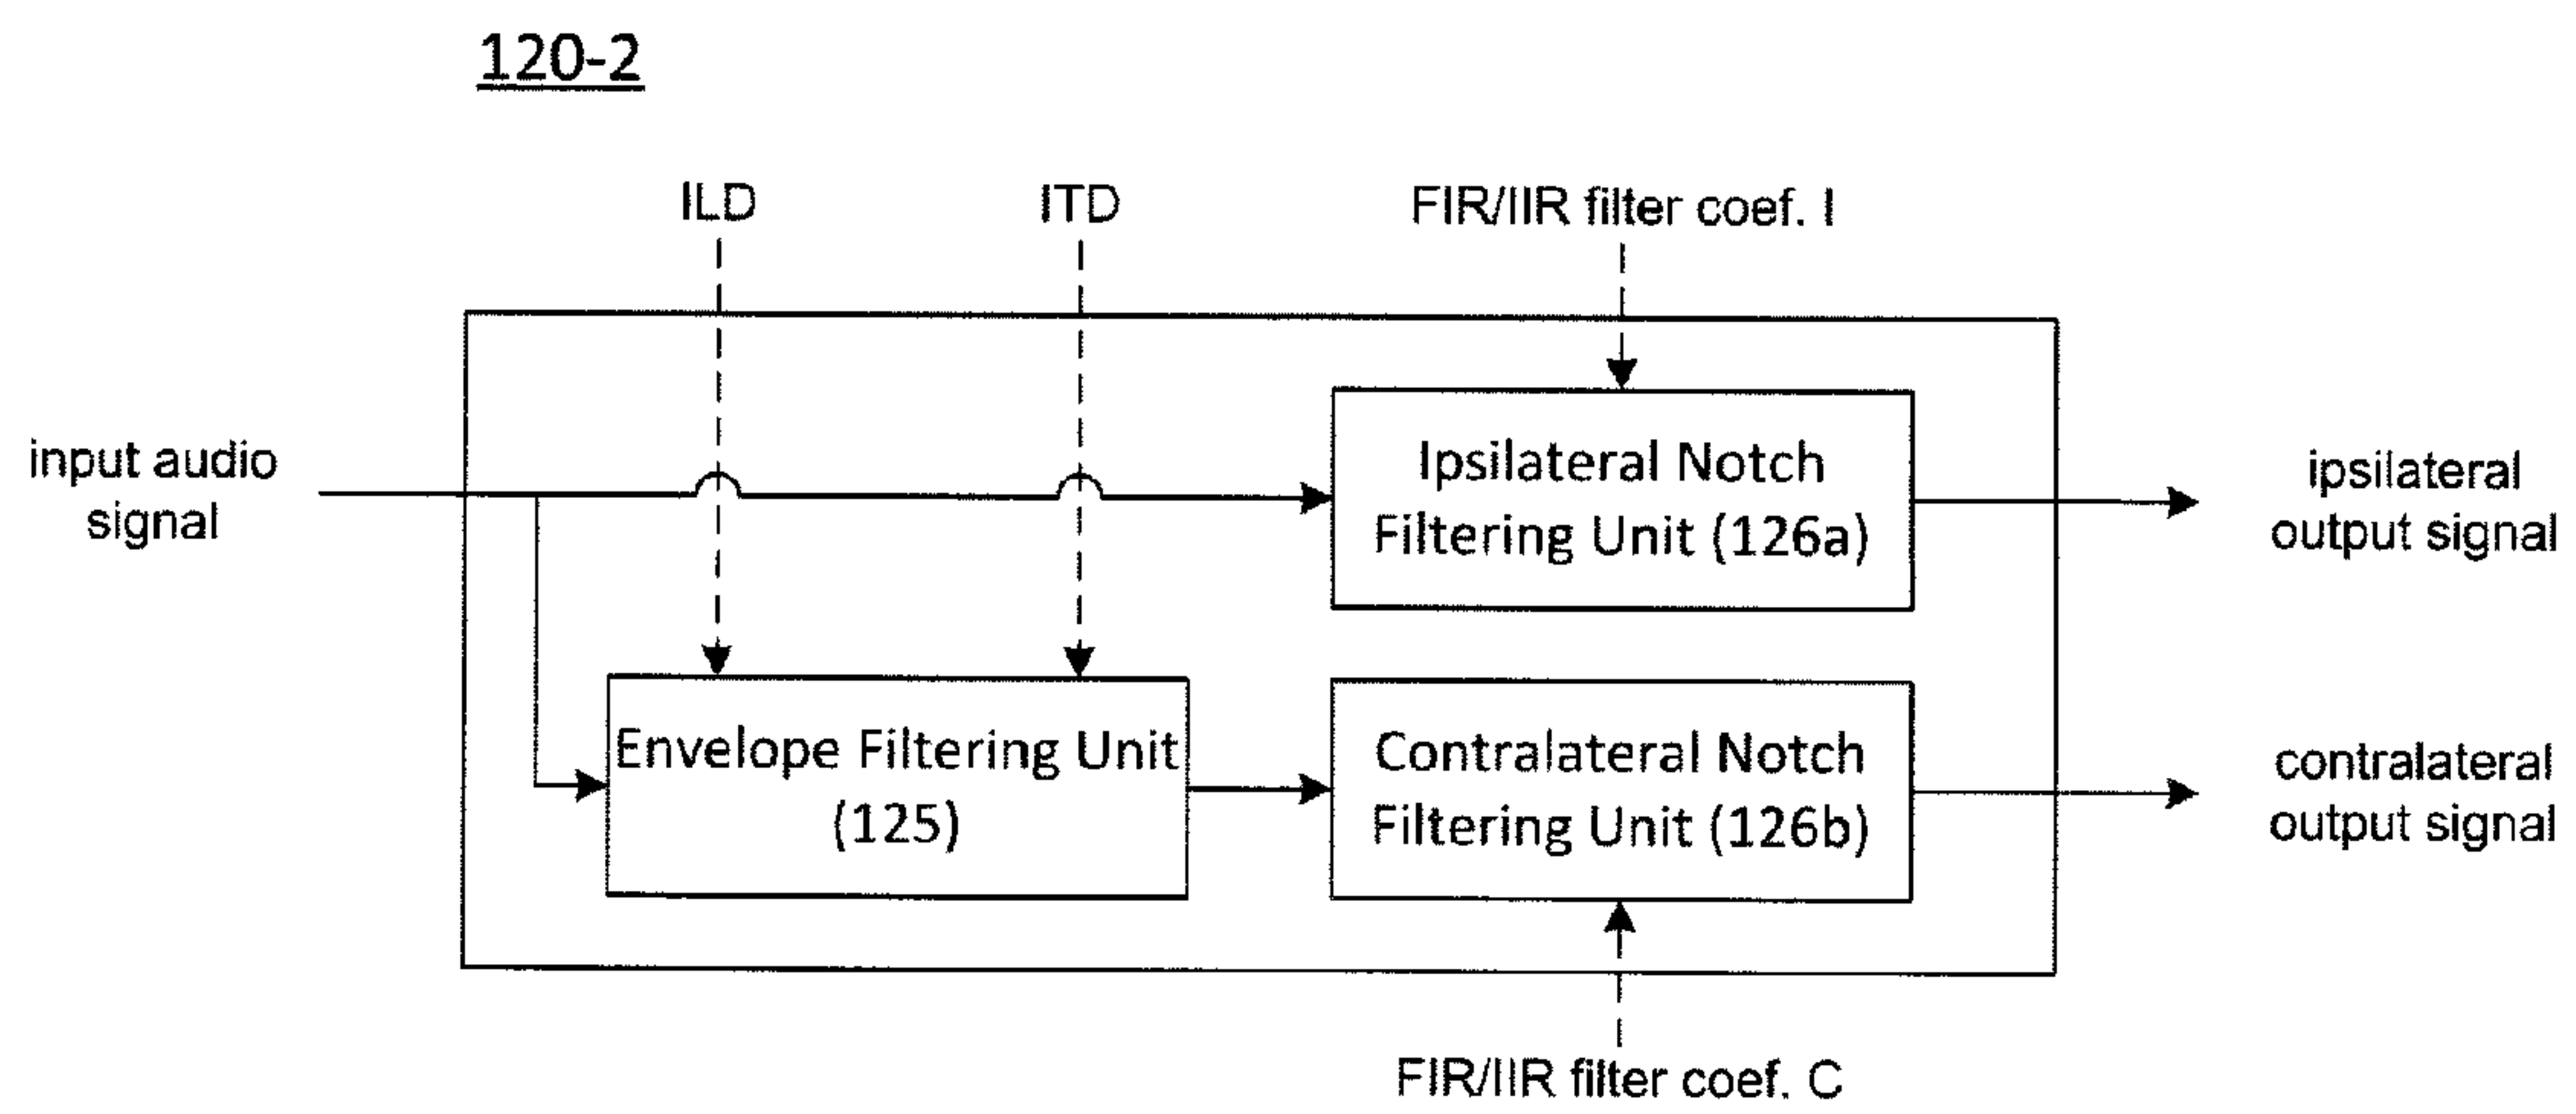 120-2
ILD
ITD
FIR/IIR filter coef. I
input audio
signal
Ipsilateral Notch
Filtering Unit (126a)
ipsilateral
output signal
Envelope Filtering Unit
(125)
Contralateral Notch
Filtering Unit (126b)
contralateral
output signal
FIR/IIR filter coef. C